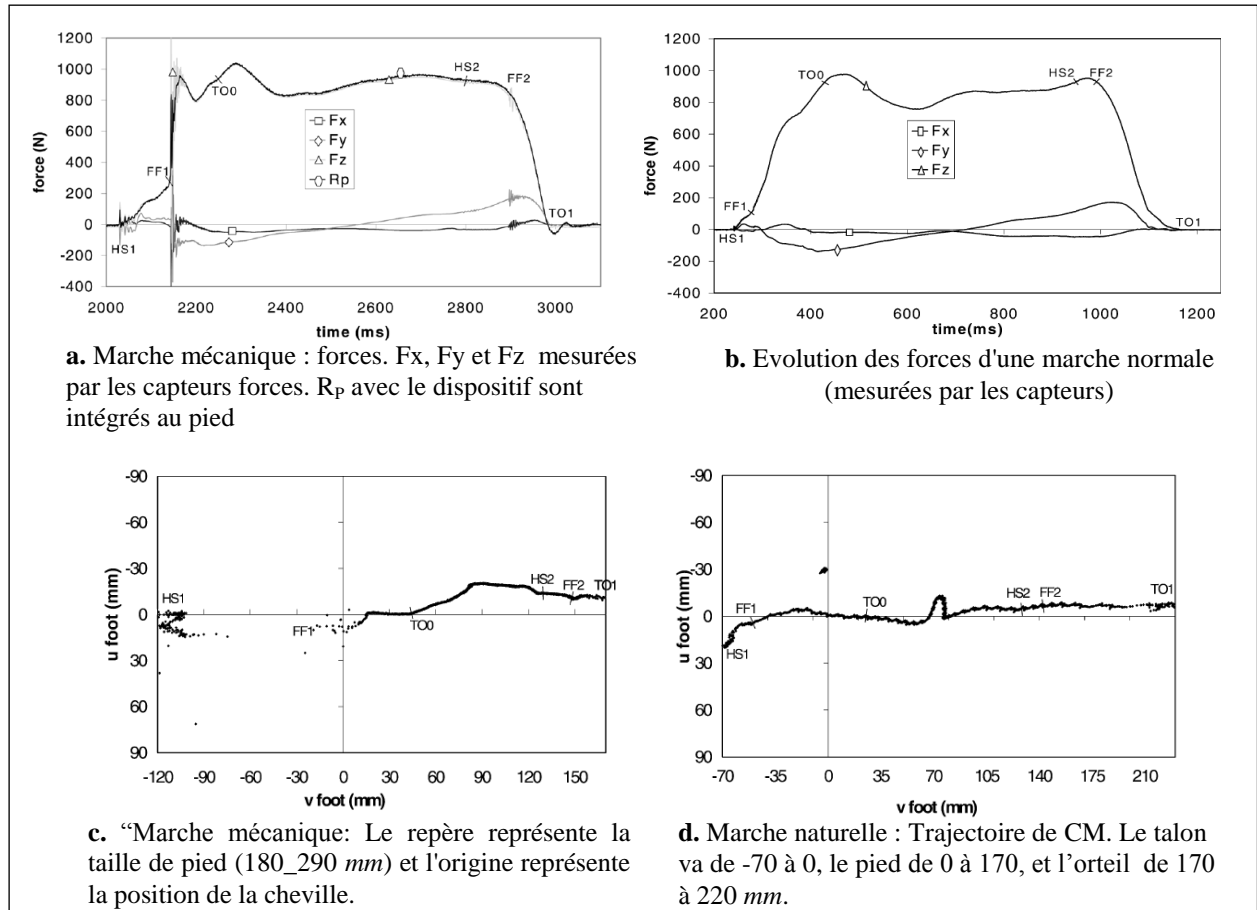 1200
1000
800
600
400
200
0
-200
-400
force (N)
HS1
FF1
TO0
HS2
FF2
TO1
Fx
Fy
Fz
Rp
2000 2200 2400 2600 2800 3000
time (ms)
a. Marche mécanique : forces. Fx, Fy et Fz mesurées
par les capteurs forces. RP avec le dispositif sont
intégrés au pied
1200
1000
800
600
400
200
0
-200
-400
force (N)
HS1
FF1
TO0
HS2
FF2
TO1
Fx
Fy
Fz
200 400 600 800 1000 1200
time(ms)
b. Evolution des forces d'une marche normale
(mesurées par les capteurs)
-90
-60
-30
0
30
60
90
u foot (mm)
HS1
FF1
TO0
HS2
FF2
TO1
-120 -90 -60 -30 0 30 60 90 120 150
v foot (mm)
c. “Marche mécanique: Le repère représente la
taille de pied (180_290 mm) et l'origine représente
la position de la cheville.
-90
-60
-30
0
30
60
90
u foot (mm)
HS1
FF1
TO0
HS2
FF2
TO1
-70 -35 0 35 70 105 140 175 210
v foot (mm)
d. Marche naturelle : Trajectoire de CM. Le talon
va de -70 à 0, le pied de 0 à 170, et l’orteil de 170
à 220 mm.